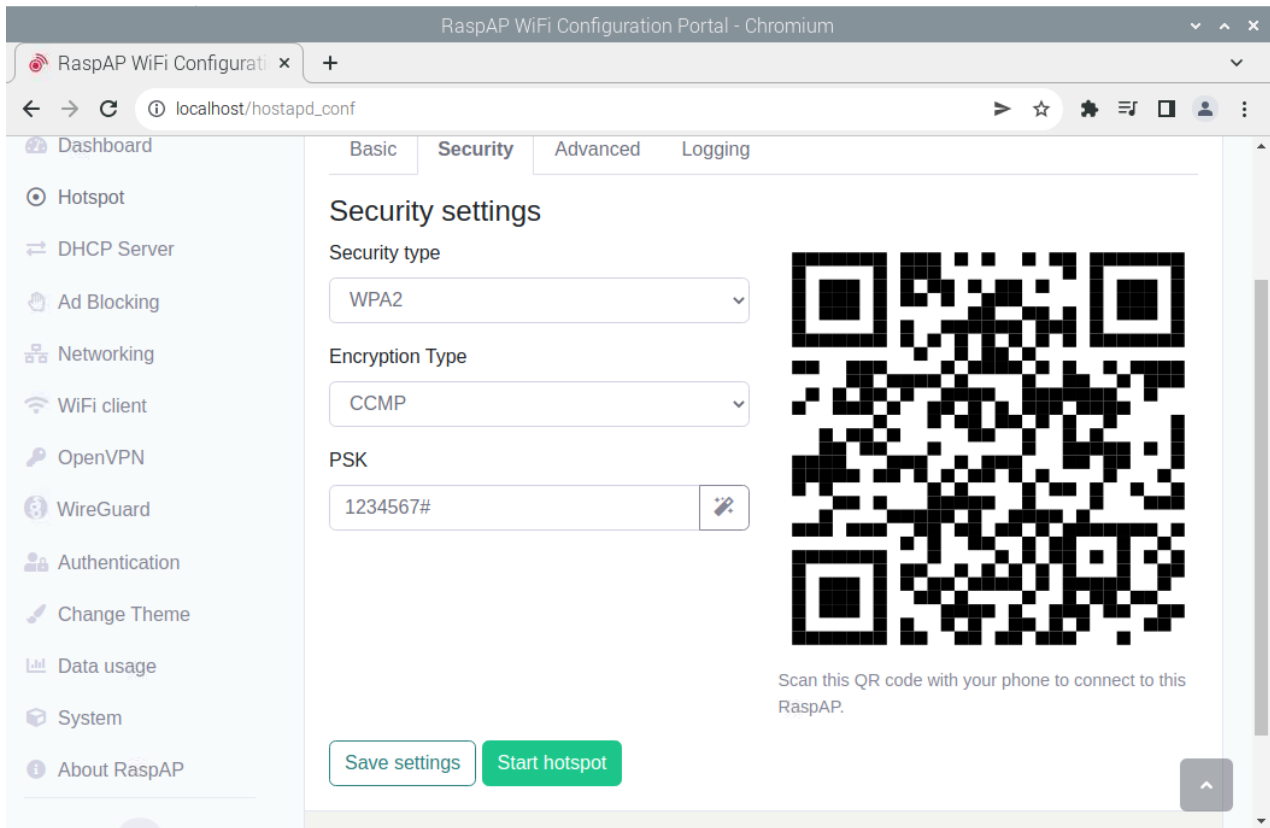 RaspAP WiFi Configuration Portal - Chromium
RaspAP WiFi Configurati
localhost/hostapd_conf
Dashboard
Hotspot
DHCP Server
Ad Blocking
Networking
WiFi client
OpenVPN
WireGuard
Authentication
Change Theme
Data usage
System
About RaspAP
Basic Security Advanced Logging
Security settings
Security type
WPA2
Encryption Type
CCMP
PSK
1234567#
Scan this QR code with your phone to connect to this
RaspAP.
Save settings Start hotspot